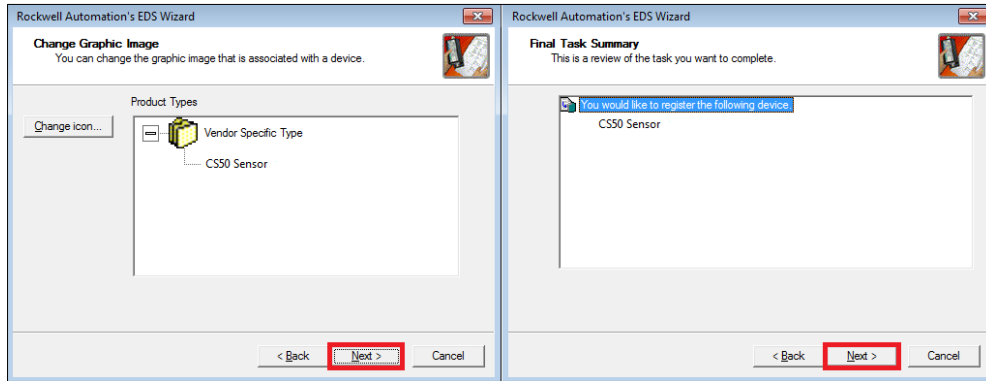 Rockwell Automation's EDS Wizard
Change Graphic Image
You can change the graphic image that is associated with a device.
Product Types
Change icon...
Vendor Specific Type
CS50 Sensor
< Back
Next >
Cancel
Rockwell Automation's EDS Wizard
Final Task Summary
This is a review of the task you want to complete.
You would like to register the following device.
CS50 Sensor
< Back
Next >
Cancel